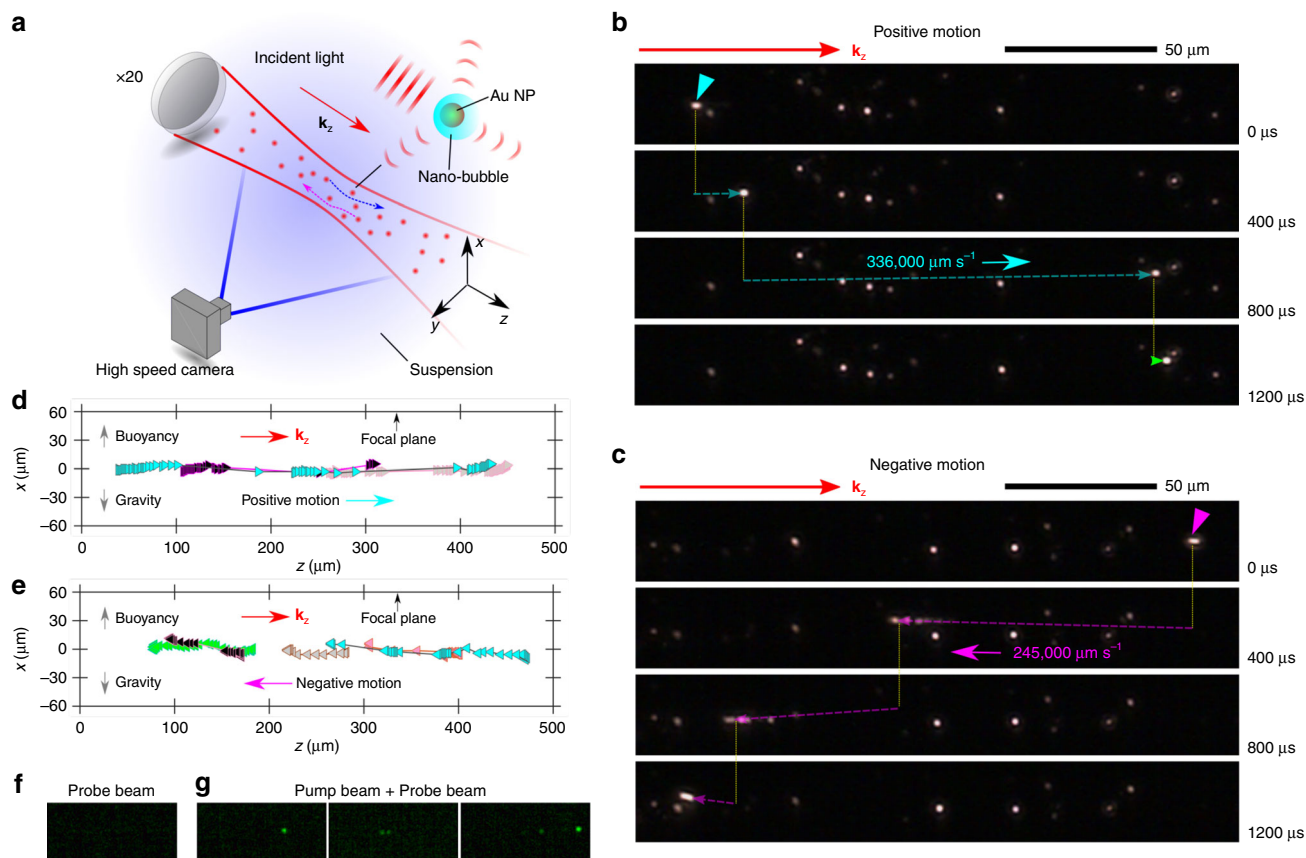 a
×20
Incident light
k_z
Au NP
Nano-bubble
x
y
z
High speed camera
Suspension
b
Positive motion
k_z
50 µm
0 µs
400 µs
336,000 µm s⁻¹
800 µs
1200 µs
c
Negative motion
k_z
50 µm
0 µs
400 µs
245,000 µm s⁻¹
800 µs
1200 µs
d
60
30
0
−30
−60
x (µm)
Buoyancy
k_z
Focal plane
Gravity
Positive motion
0
100
200
300
400
500
z (µm)
e
60
30
0
−30
−60
x (µm)
Buoyancy
k_z
Focal plane
Gravity
Negative motion
0
100
200
300
400
500
z (µm)
f
Probe beam
g
Pump beam + Probe beam